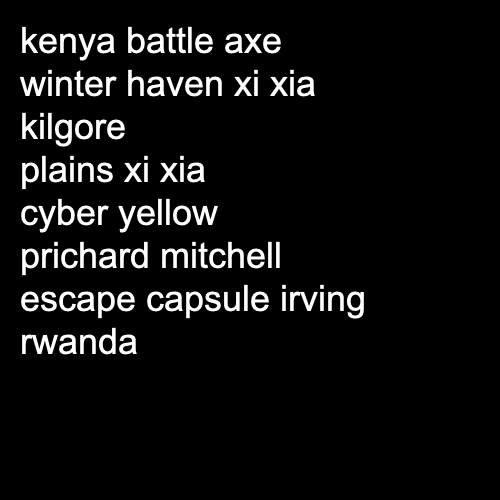 kenya battle axe
winter haven xi xia
kilgore
plains xi xia
cyber yellow
prichard mitchell
escape capsule irving
rwanda